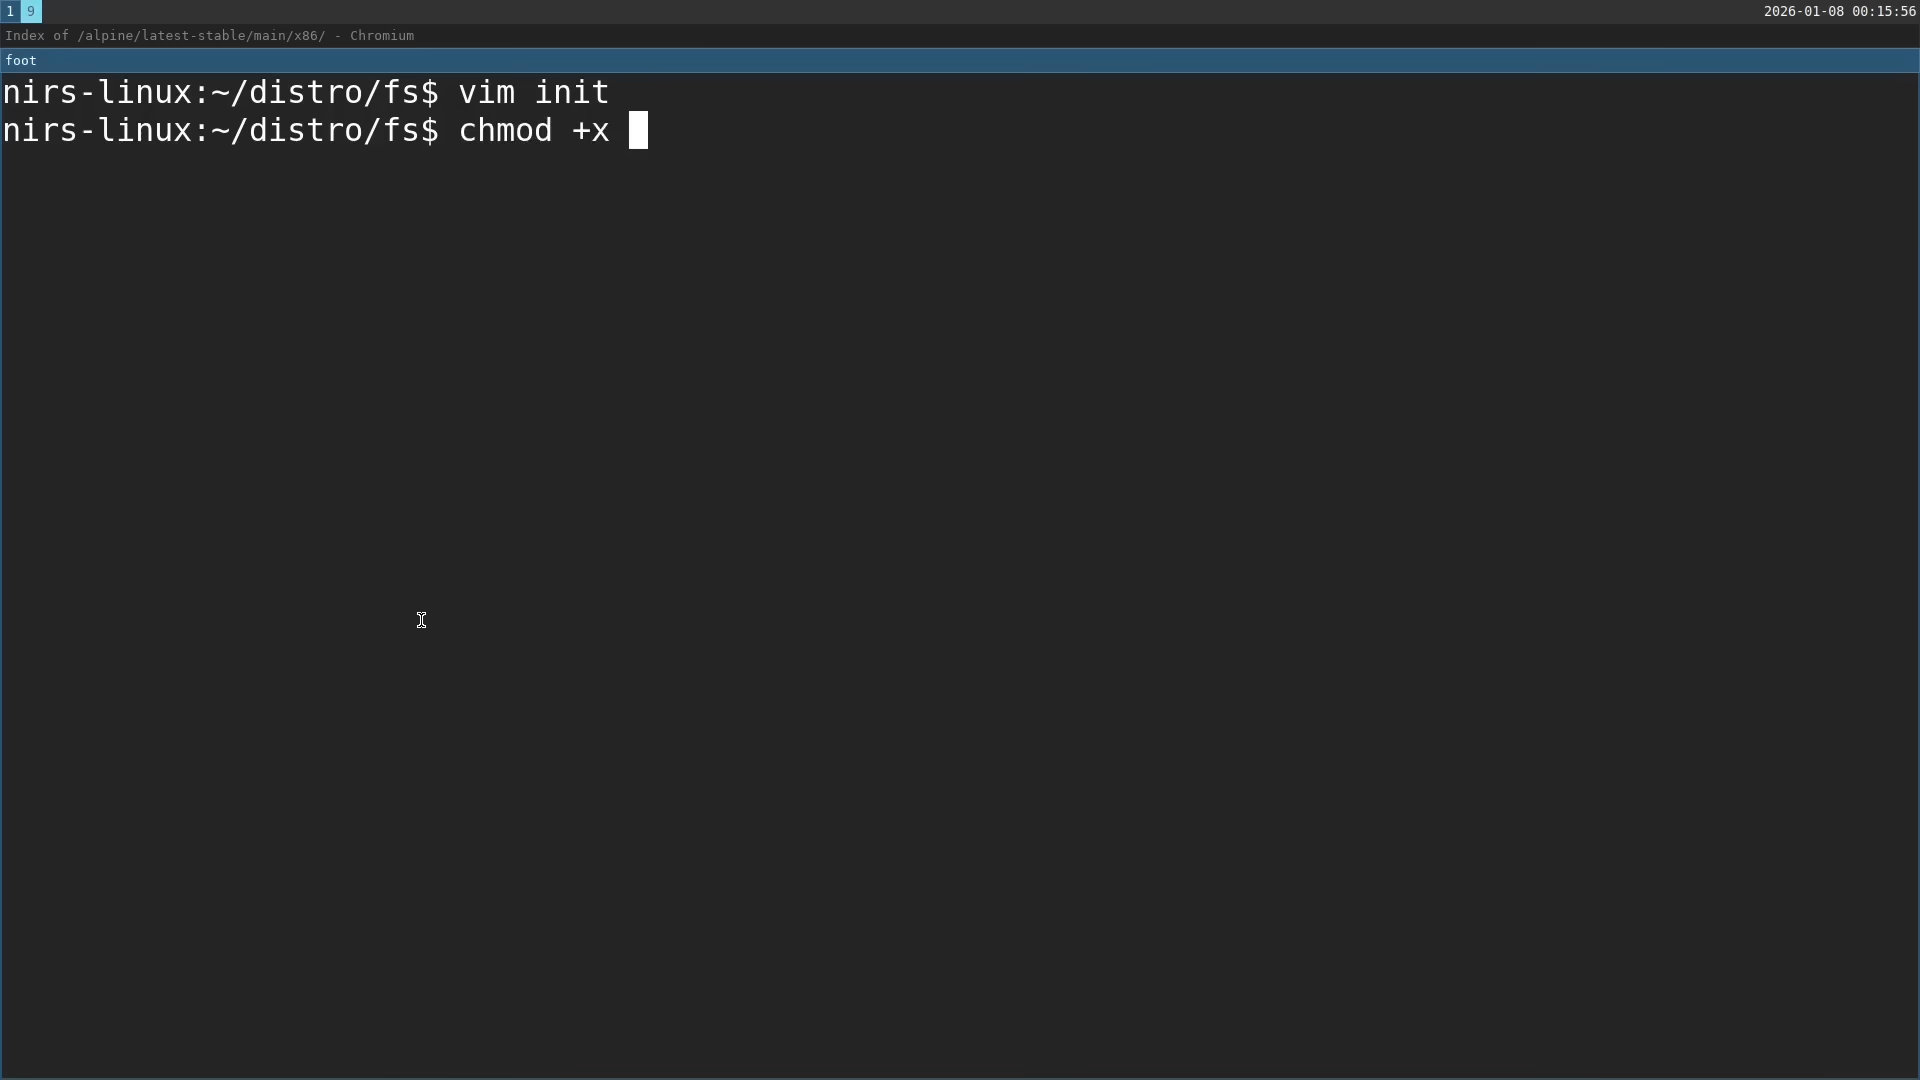 1 9 2026-01-08 00:15:56
Index of /alpine/latest-stable/main/x86/ - Chromium
foot
nirs-linux:~/distro/fs$ vim init
nirs-linux:~/distro/fs$ chmod +x